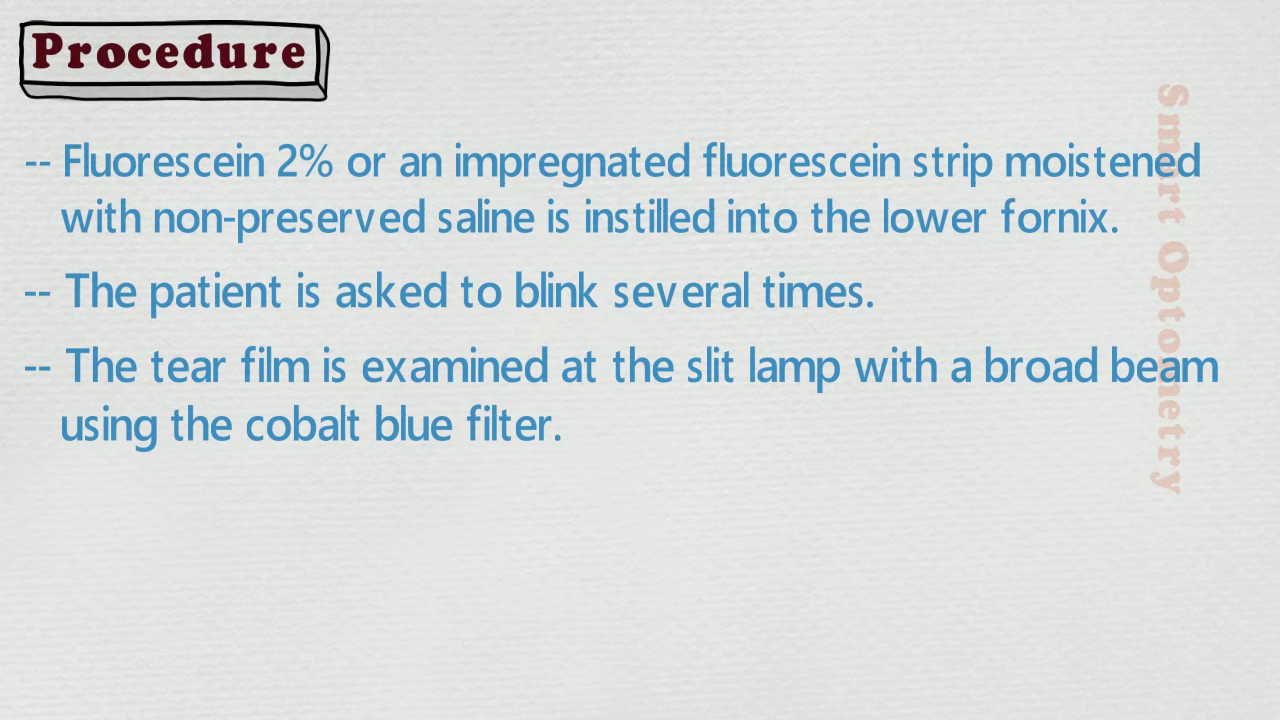 Procedure
-- Fluorescein 2% or an impregnated fluorescein strip moistened
with non-preserved saline is instilled into the lower fornix.
-- The patient is asked to blink several times.
-- The tear film is examined at the slit lamp with a broad beam
using the cobalt blue filter.
Smart Optometry